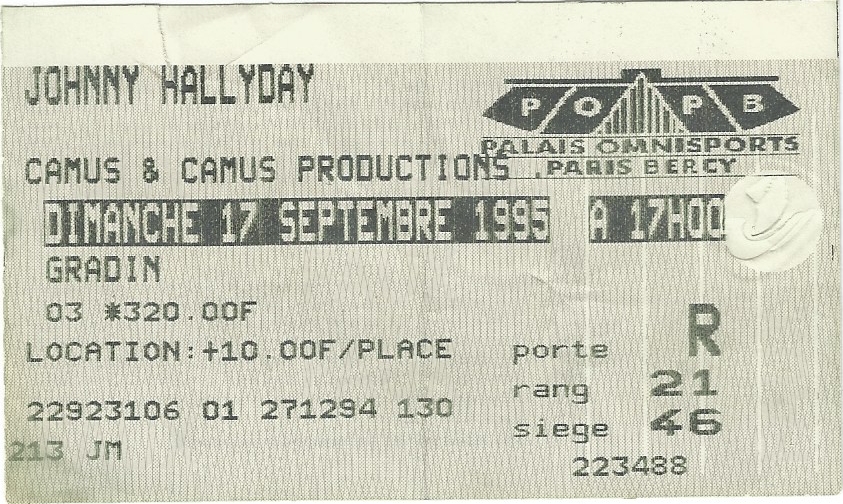 JOHNNY HALLYDAY
P O P B
PALAIS OMNISPORTS
PARIS BERCY
CAMUS & CAMUS PRODUCTIONS
DIMANCHE 17 SEPTEMBRE 1995 A 17H00
GRADIN
03 *320.00F
LOCATION:+10.00F/PLACE
porte R
rang 21
siege 46
22923106 01 271294 130
213 JM
223488